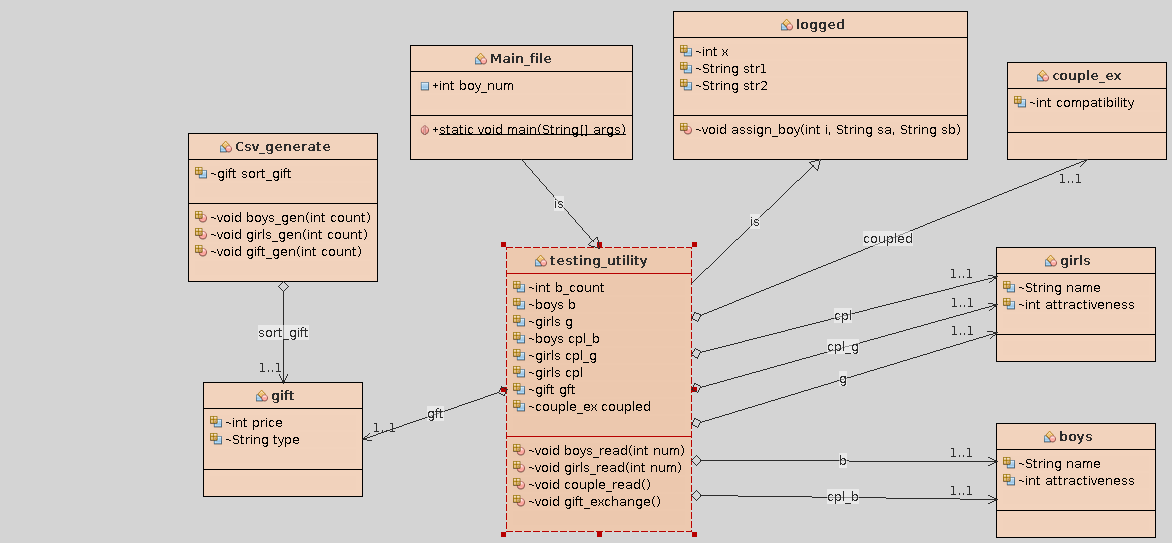 Main_file
+int boy_num
+static void main(String[] args)
logged
~int x
~String str1
~String str2
~void assign_boy(int i, String sa, String sb)
couple_ex
~int compatibility
Csv_generate
~gift sort_gift
~void boys_gen(int count)
~void girls_gen(int count)
~void gift_gen(int count)
is
is
1..1
coupled
testing_utility
~int b_count
~boys b
~girls g
~boys cpl_b
~girls cpl_g
~girls cpl
~gift gft
~couple_ex coupled
~void boys_read(int num)
~void girls_read(int num)
~void couple_read()
~void gift_exchange()
girls
~String name
~int attractiveness
1..1
cpl
1..1
cpl_g
1..1
g
sort_gift
1..1
gift
~int price
~String type
gft
1..1
boys
~String name
~int attractiveness
1..1
b
1..1
cpl_b